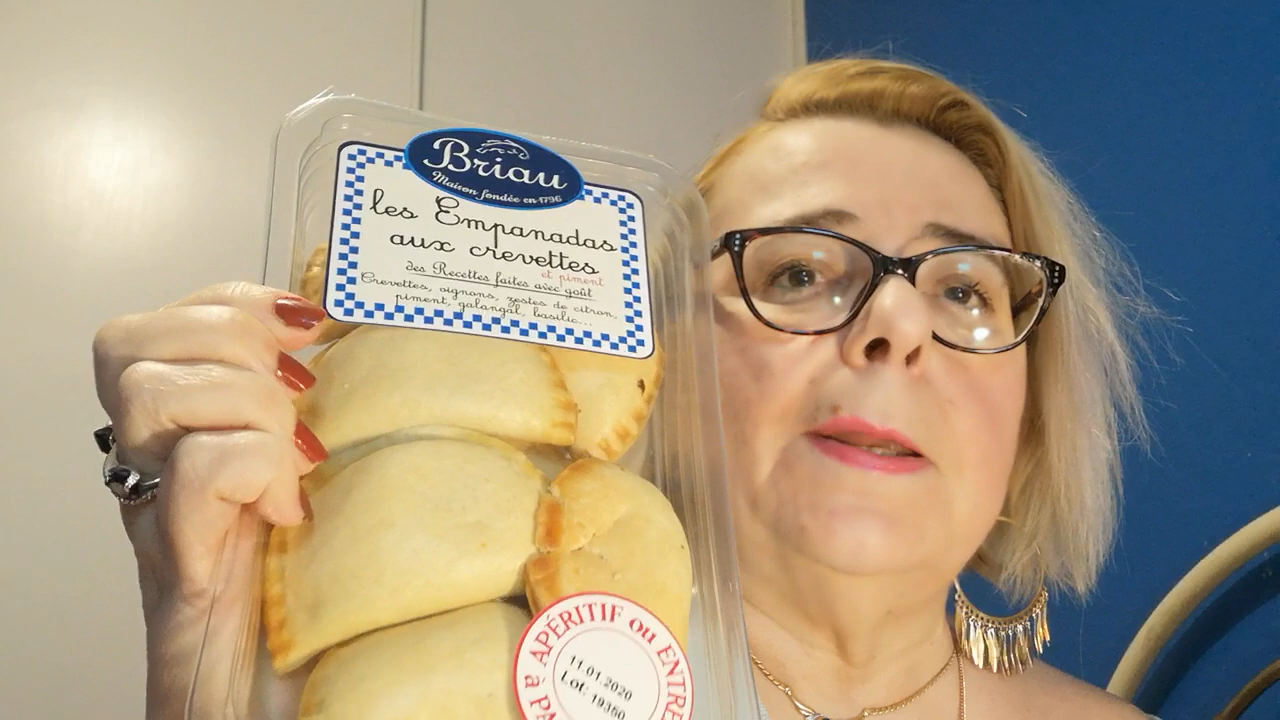 Briau
Maison fondée en 1796
les Empanadas
aux crevettes
et piment
des Recettes faites avec goût
Crevettes, oignons, zestes de citron,
piment, galangal, basilic...
à APÉRITIF ou ENTRE
11.01.2020
Lot: 19350